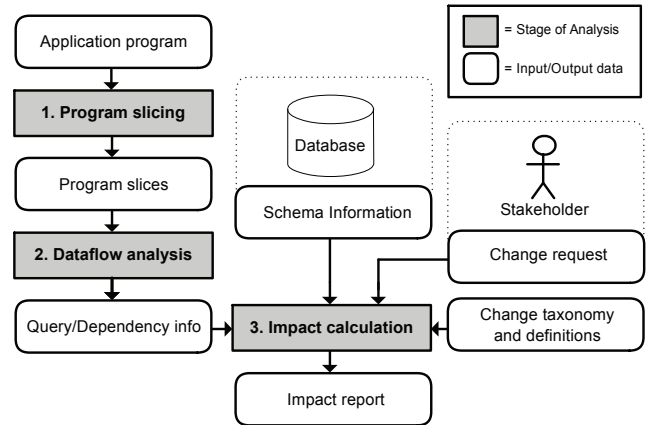 Application program
1. Program slicing
Program slices
2. Dataflow analysis
Query/Dependency info
Database
Schema Information
3. Impact calculation
Impact report
= Stage of Analysis
= Input/Output data
Stakeholder
Change request
Change taxonomy
and definitions